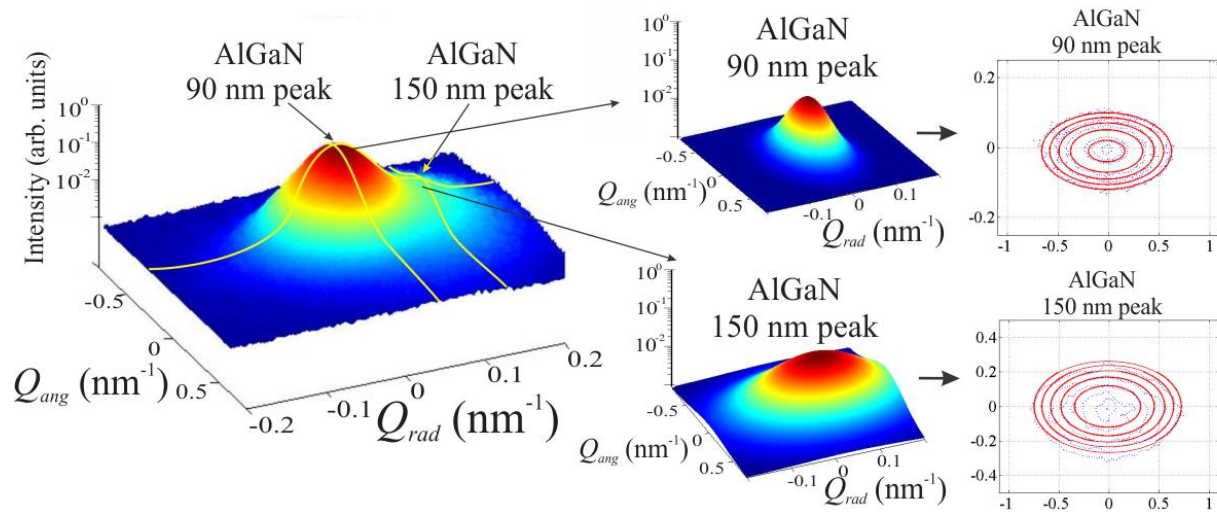 AlGaN
90 nm peak
AlGaN
150 nm peak
Intensity (arb. units)
10⁰
10⁻¹
10⁻²
-0.5
0
0.5
Q_ang (nm⁻¹)
-0.2
-0.1
0
0.1
0.2
Q_rad (nm⁻¹)
AlGaN
90 nm peak
10⁰
10⁻¹
10⁻²
-0.5
0
0.5
Q_ang (nm⁻¹)
-0.1
0
0.1
Q_rad (nm⁻¹)
AlGaN
90 nm peak
0.2
0
-0.2
-1
-0.5
0
0.5
1
AlGaN
150 nm peak
10⁰
10⁻¹
10⁻²
-0.5
0
0.5
Q_ang (nm⁻¹)
-0.1
0
0.1
Q_rad (nm⁻¹)
AlGaN
150 nm peak
0.4
0.2
0
-0.2
-0.4
-1
-0.5
0
0.5
1